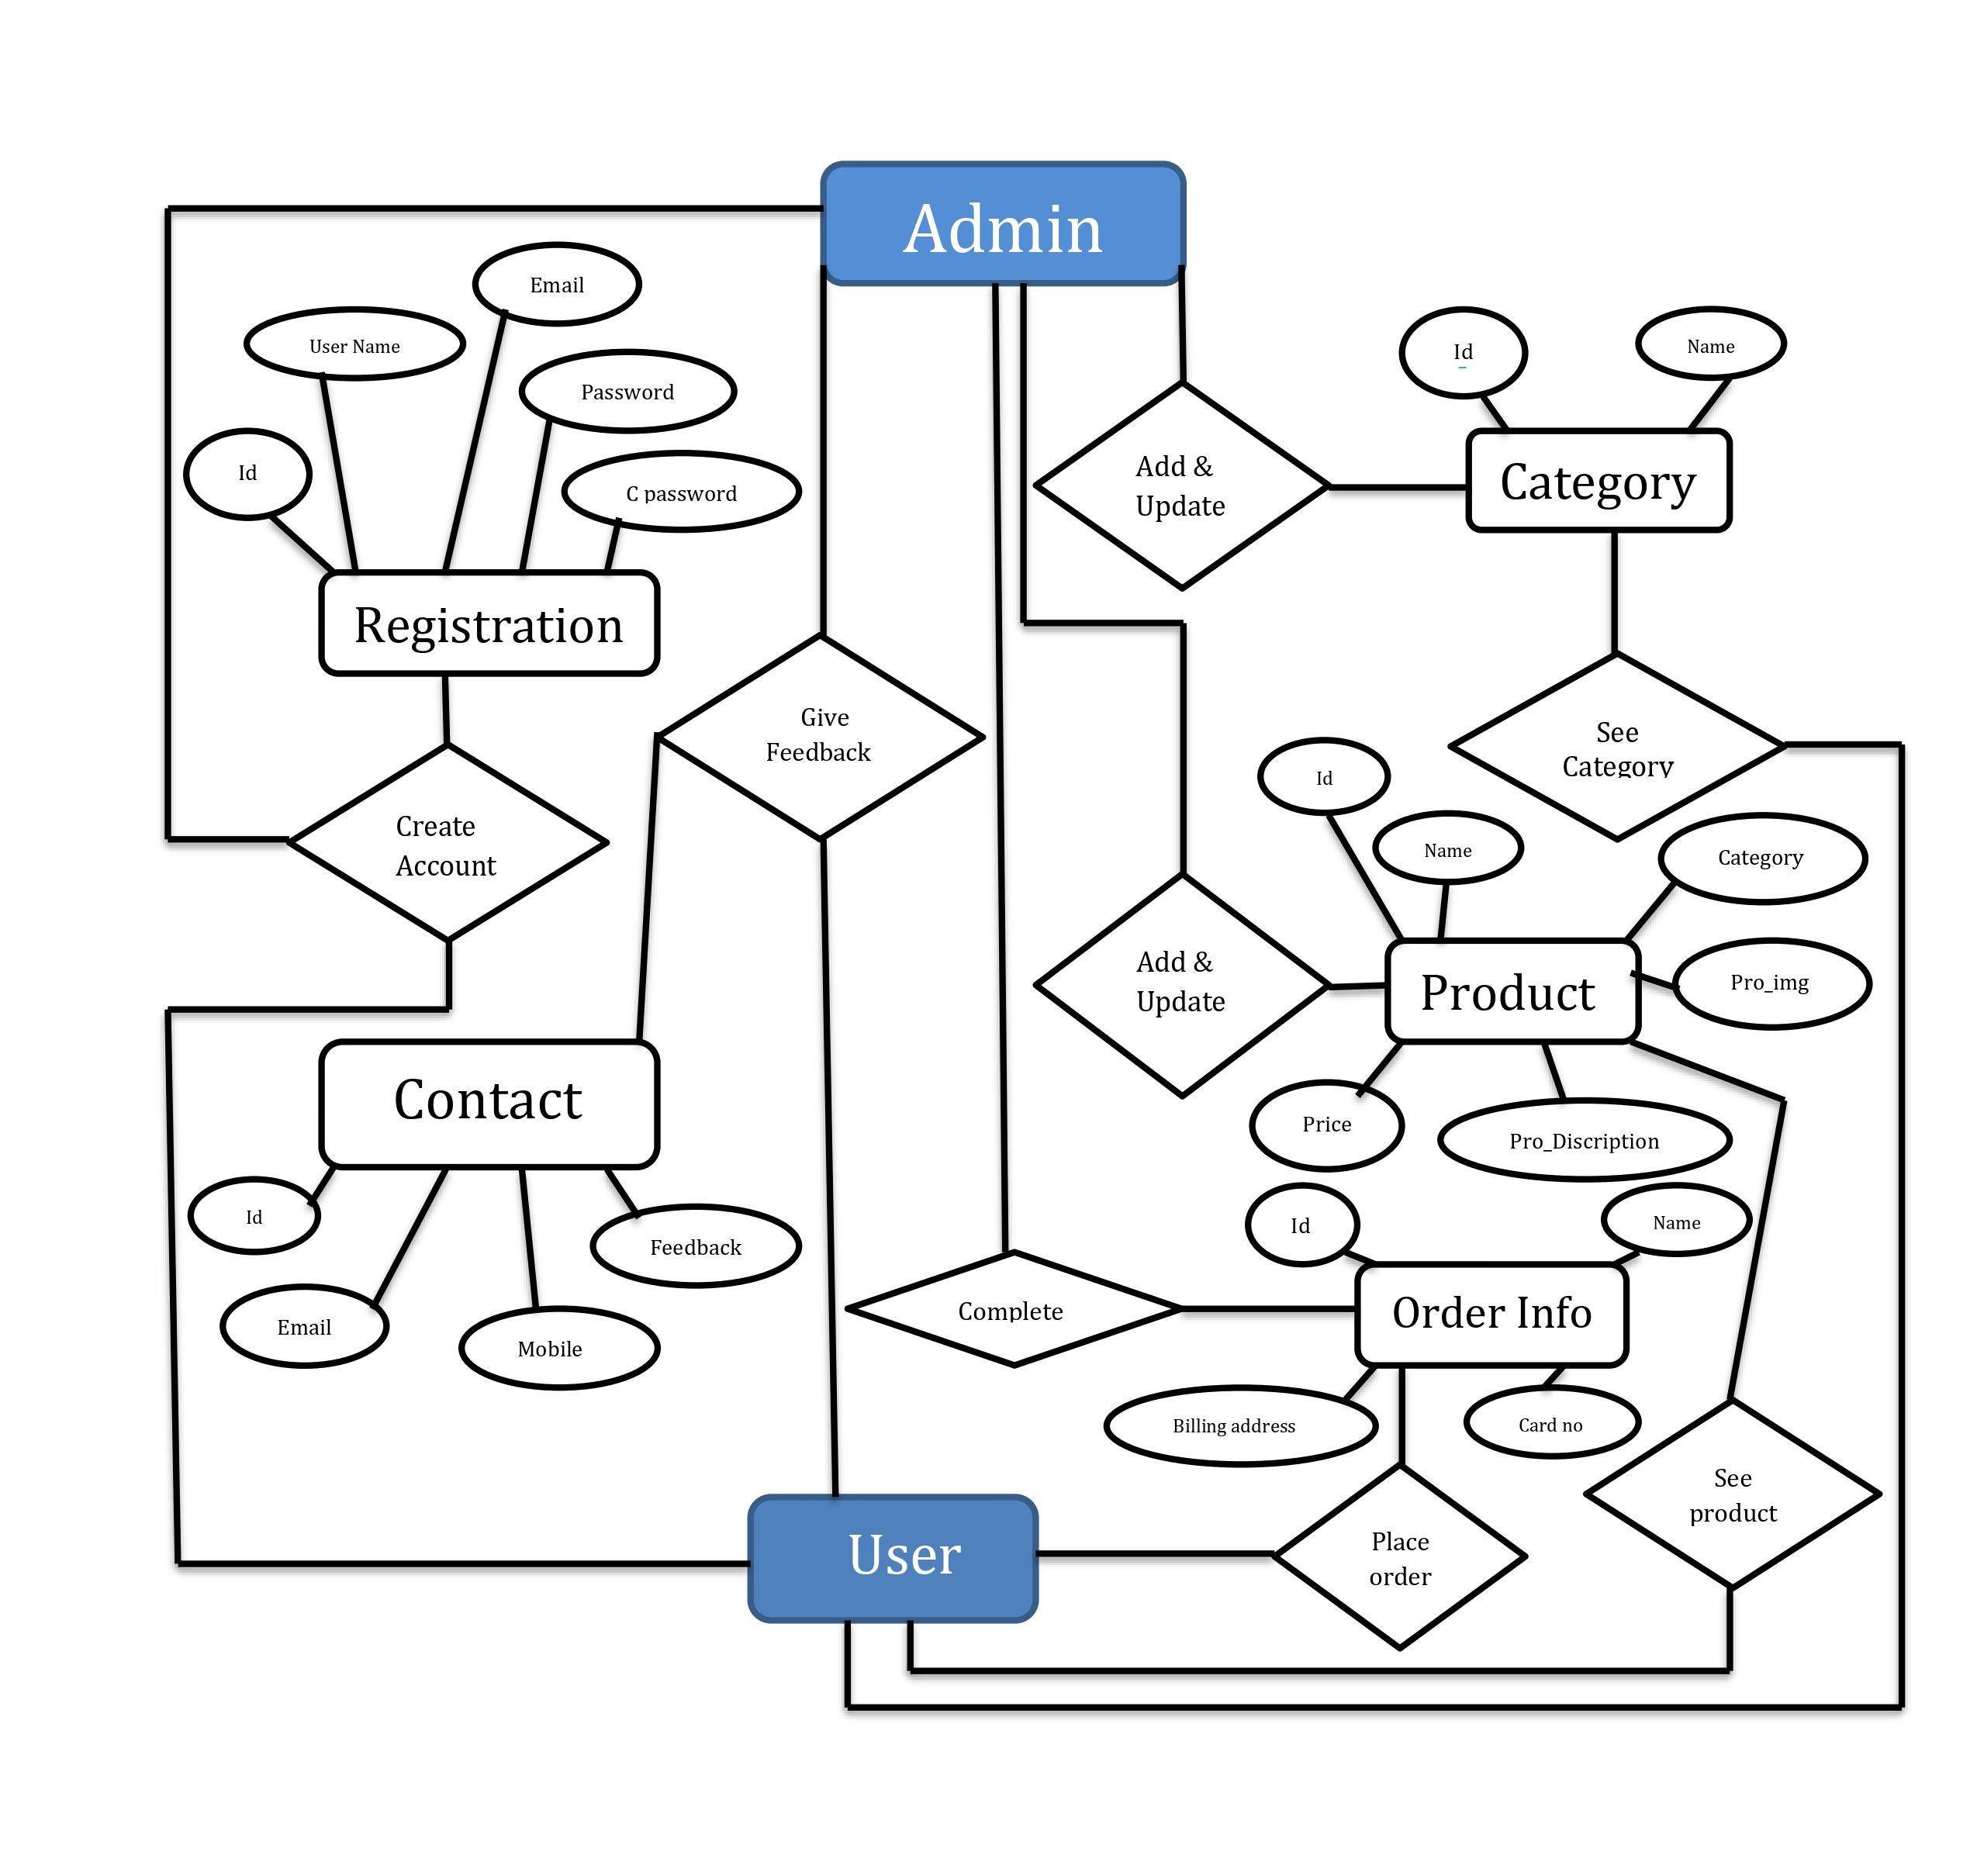 Admin
Email
User Name
Id
Name
Password
Id
C password
Add &
Update
Category
Registration
Give
Feedback
See
Category
Id
Create
Account
Name
Category
Add &
Update
Product
Pro_img
Contact
Price
Pro_Discription
Id
Feedback
Id
Name
Email
Mobile
Complete
Order Info
Billing address
Card no
See
product
User
Place
order